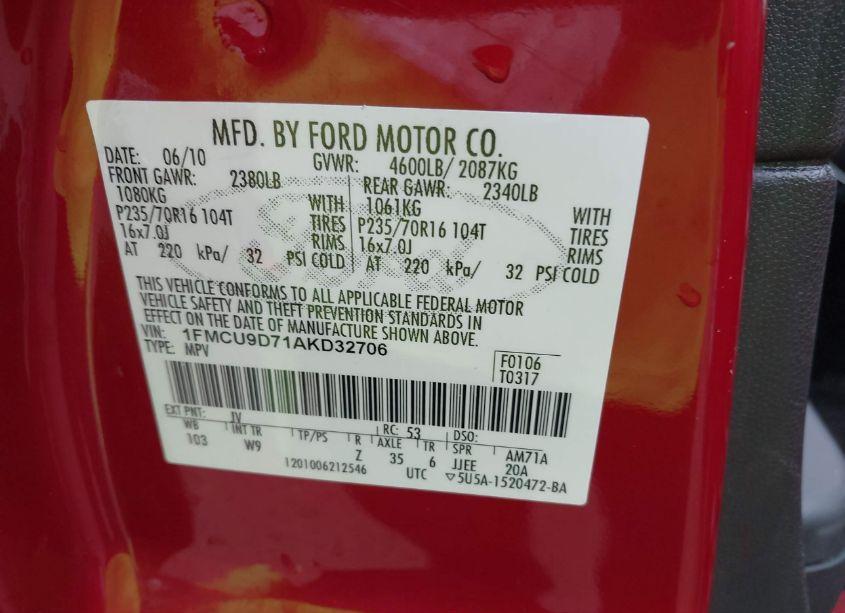 MFD. BY FORD MOTOR CO.
DATE: 06/10 GVWR: 4600LB/ 2087KG
FRONT GAWR: 2380LB REAR GAWR: 2340LB
1080KG WITH 1061KG WITH
P235/70R16 104T TIRES P235/70R16 104T TIRES
16x7.0J RIMS 16x7.0J RIMS
AT 220 kPa/ 32 PSI COLD AT 220 kPa/ 32 PSI COLD
THIS VEHICLE CONFORMS TO ALL APPLICABLE FEDERAL MOTOR
VEHICLE SAFETY AND THEFT PREVENTION STANDARDS IN
EFFECT ON THE DATE OF MANUFACTURE SHOWN ABOVE.
VIN: 1FMCU9D71AKD32706
TYPE: MPV
F0106
T0317
EXT PNT: JV RC: 53 DSO:
WB INT TR TP/PS R AXLE TR SPR AM71A
103 W9 Z 35 6 JJEE 20A
1201006212546 UTC ▽5U5A-1520472-BA